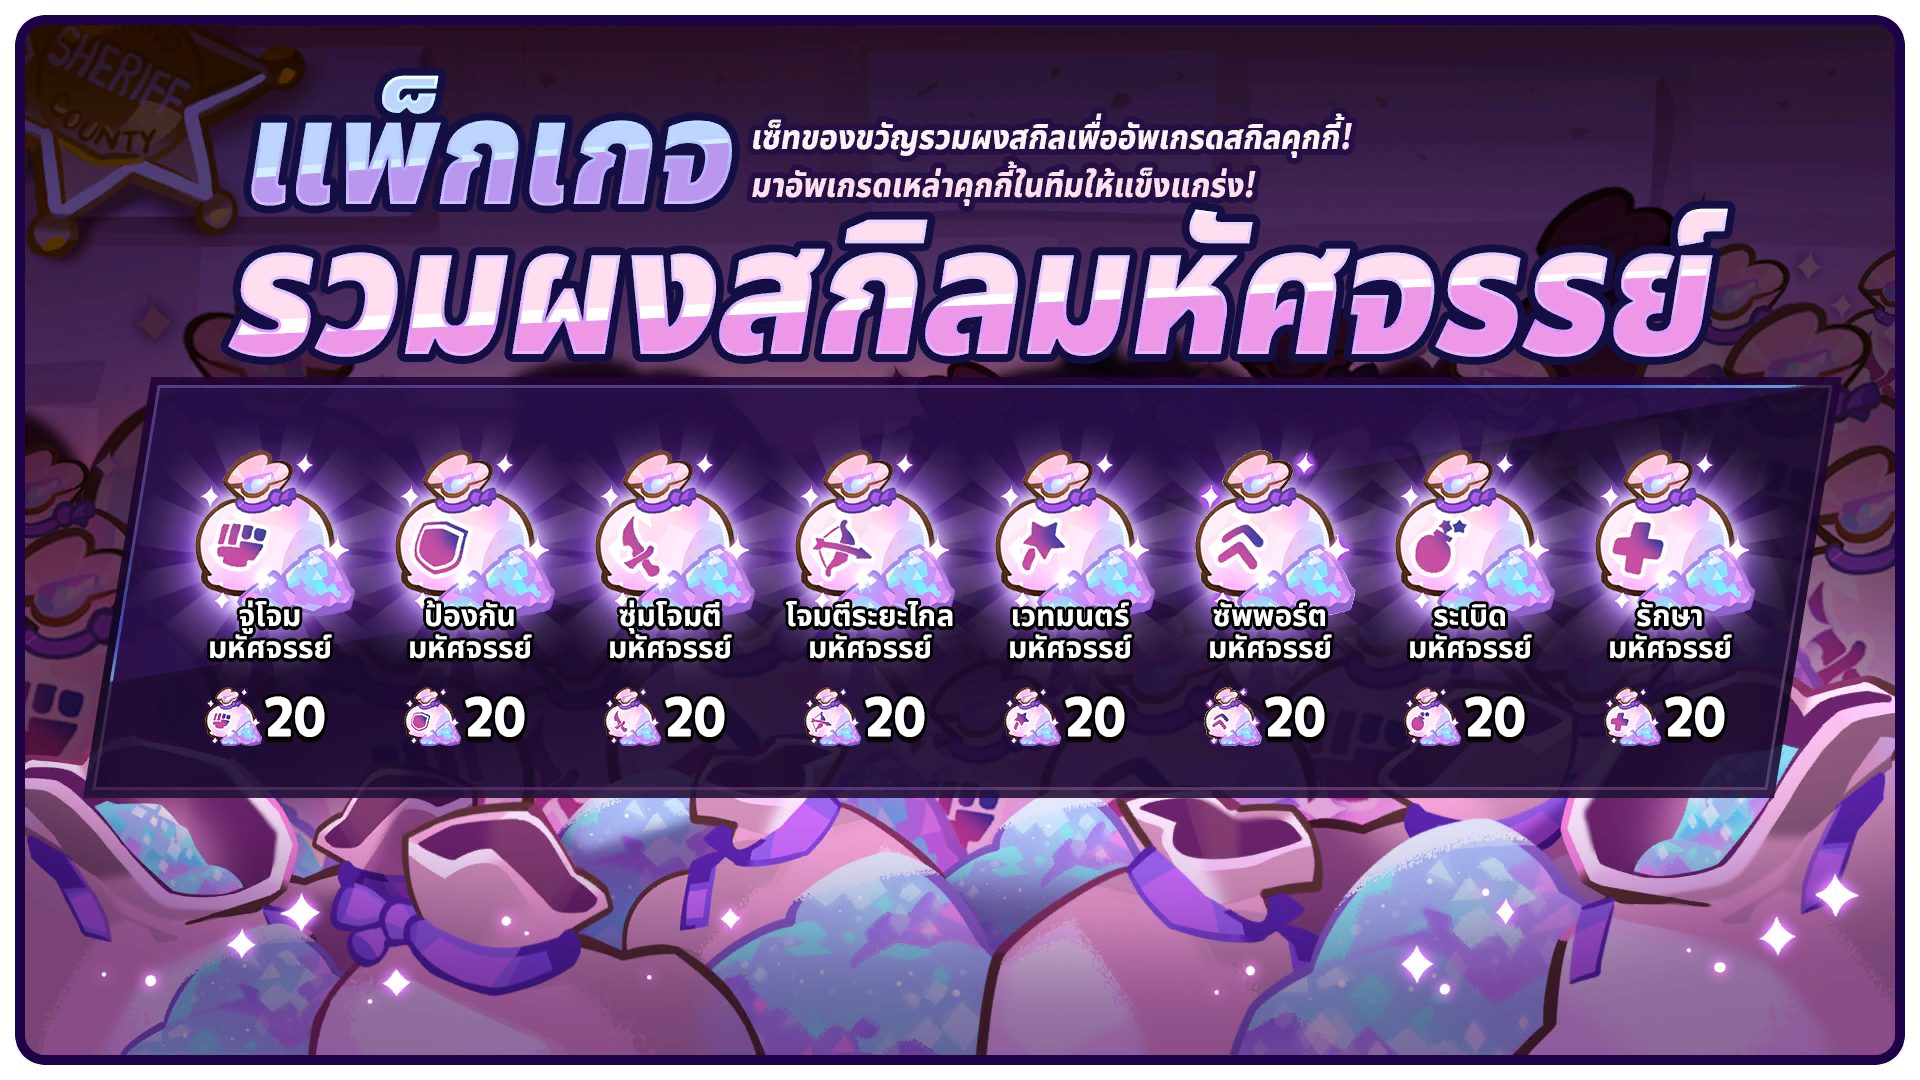 SHERIFF
COUNTY
แพ็กเกจ
เซ็ทของขวัญรวมผงสกิลเพื่ออัพเกรดสกิลคุกกี้!
มาอัพเกรดเหล่าคุกกี้ในทีมให้แข็งแกร่ง!
รวมผงสกิลมหัศจรรย์
จู่โจม
มหัศจรรย์
20
ป้องกัน
มหัศจรรย์
20
ซุ่มโจมตี
มหัศจรรย์
20
โจมตีระยะไกล
มหัศจรรย์
20
เวทมนตร์
มหัศจรรย์
20
ซัพพอร์ต
มหัศจรรย์
20
ระเบิด
มหัศจรรย์
20
รักษา
มหัศจรรย์
20